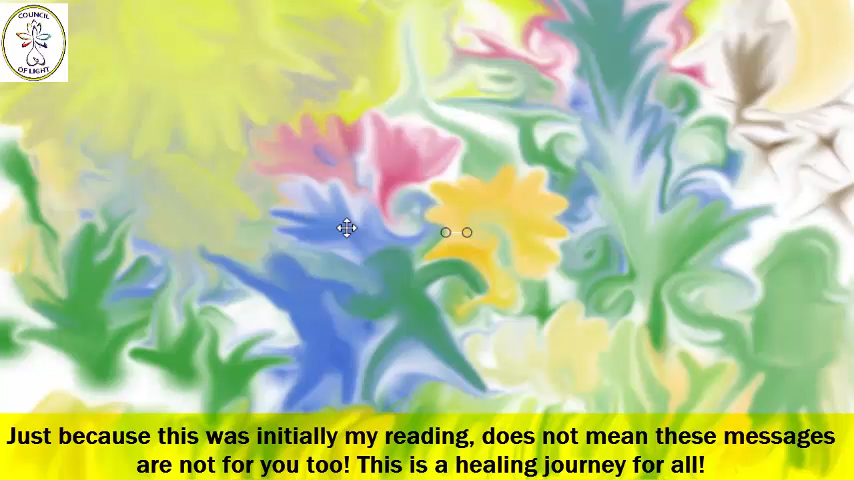 COUNCIL
OF LIGHT
Just because this was initially my reading, does not mean these messages
are not for you too! This is a healing journey for all!